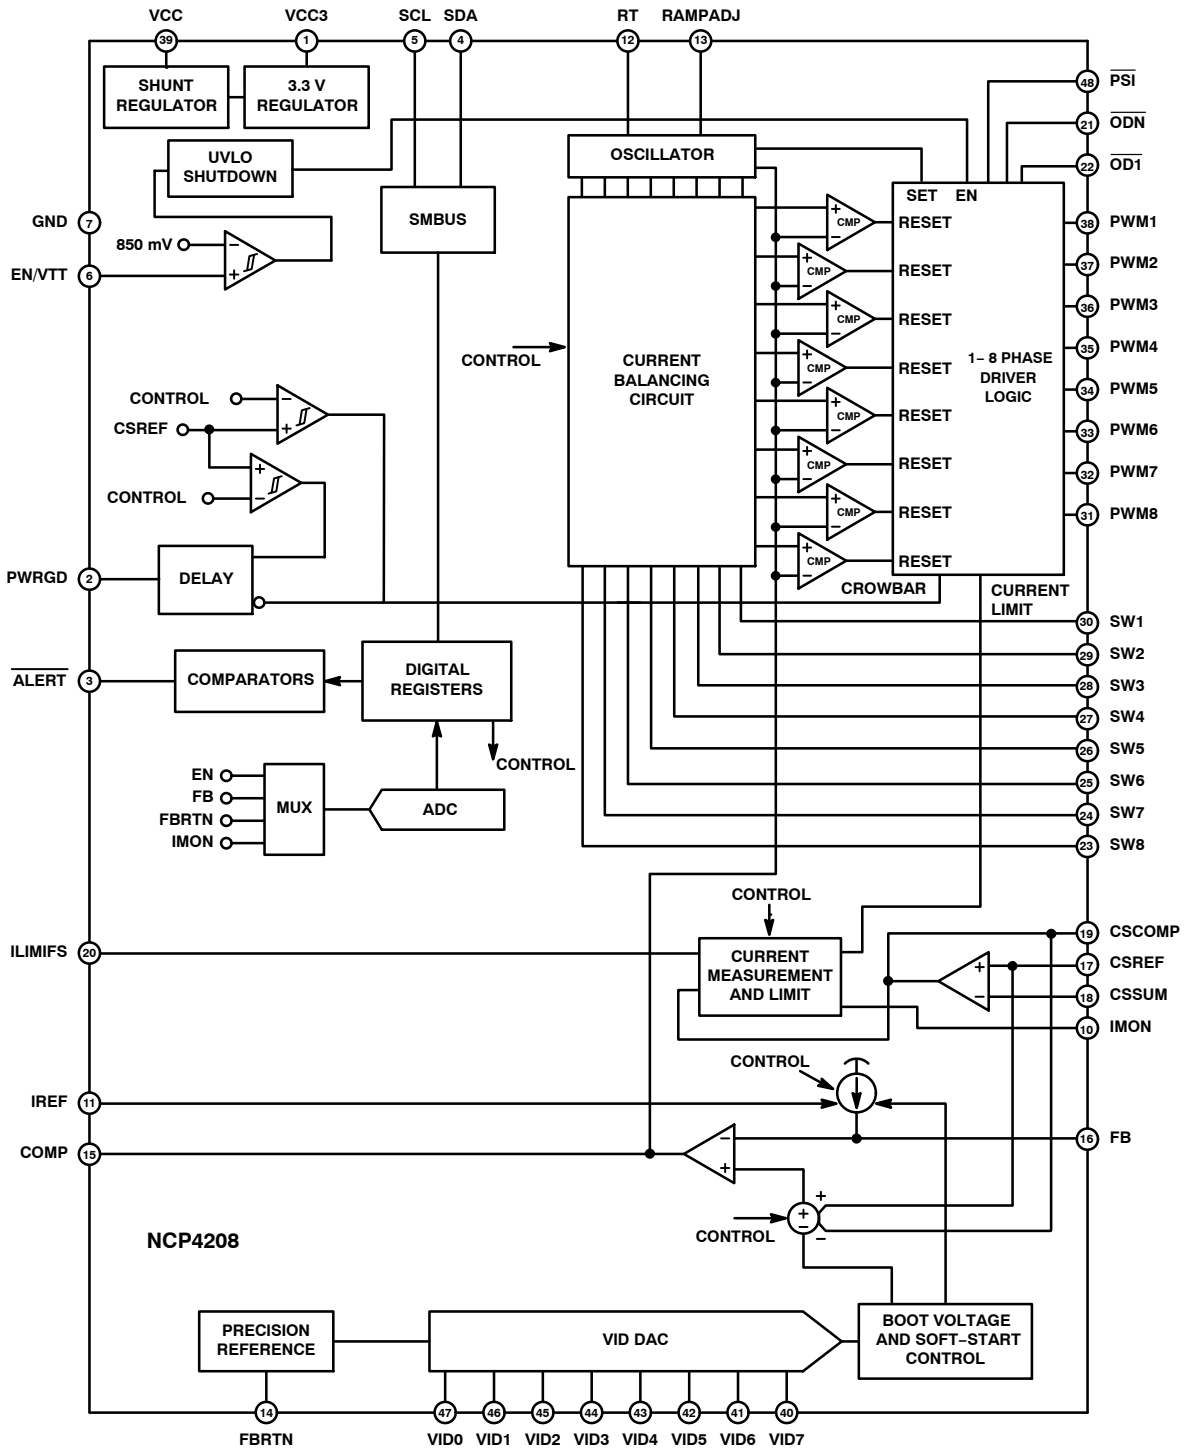 VCC VCC3 SCL SDA RT RAMPADJ
39 1 5 4 12 13
SHUNT
REGULATOR
3.3 V
REGULATOR
48 PSI
21 ODN
22 OD1
UVLO
SHUTDOWN
OSCILLATOR
SMBUS
SET EN
GND 7
850 mV
−
+
EN/VTT 6
+
−
CMP
RESET
38 PWM1
+
−
CMP
RESET
37 PWM2
+
−
CMP
RESET
36 PWM3
+
−
CMP
RESET
35 PWM4
+
−
CMP
RESET
34 PWM5
+
−
CMP
RESET
33 PWM6
+
−
CMP
RESET
32 PWM7
+
−
CMP
RESET
31 PWM8
CONTROL
CURRENT
BALANCING
CIRCUIT
1− 8 PHASE
DRIVER
LOGIC
CONTROL
−
CSREF
+
+
CONTROL
−
PWRGD 2
DELAY
CROWBAR
CURRENT
LIMIT
30 SW1
29 SW2
28 SW3
27 SW4
26 SW5
25 SW6
24 SW7
23 SW8
ALERT 3
COMPARATORS
DIGITAL
REGISTERS
CONTROL
EN
FB
FBRTN
IMON
MUX
ADC
CONTROL
ILIMIFS 20
CURRENT
MEASUREMENT
AND LIMIT
19 CSCOMP
+
17 CSREF
−
18 CSSUM
10 IMON
CONTROL
IREF 11
COMP 15
−
+
16 FB
+
−
+
−
CONTROL
NCP4208
PRECISION
REFERENCE
VID DAC
BOOT VOLTAGE
AND SOFT−START
CONTROL
14 47 46 45 44 43 42 41 40
FBRTN VID0 VID1 VID2 VID3 VID4 VID5 VID6 VID7